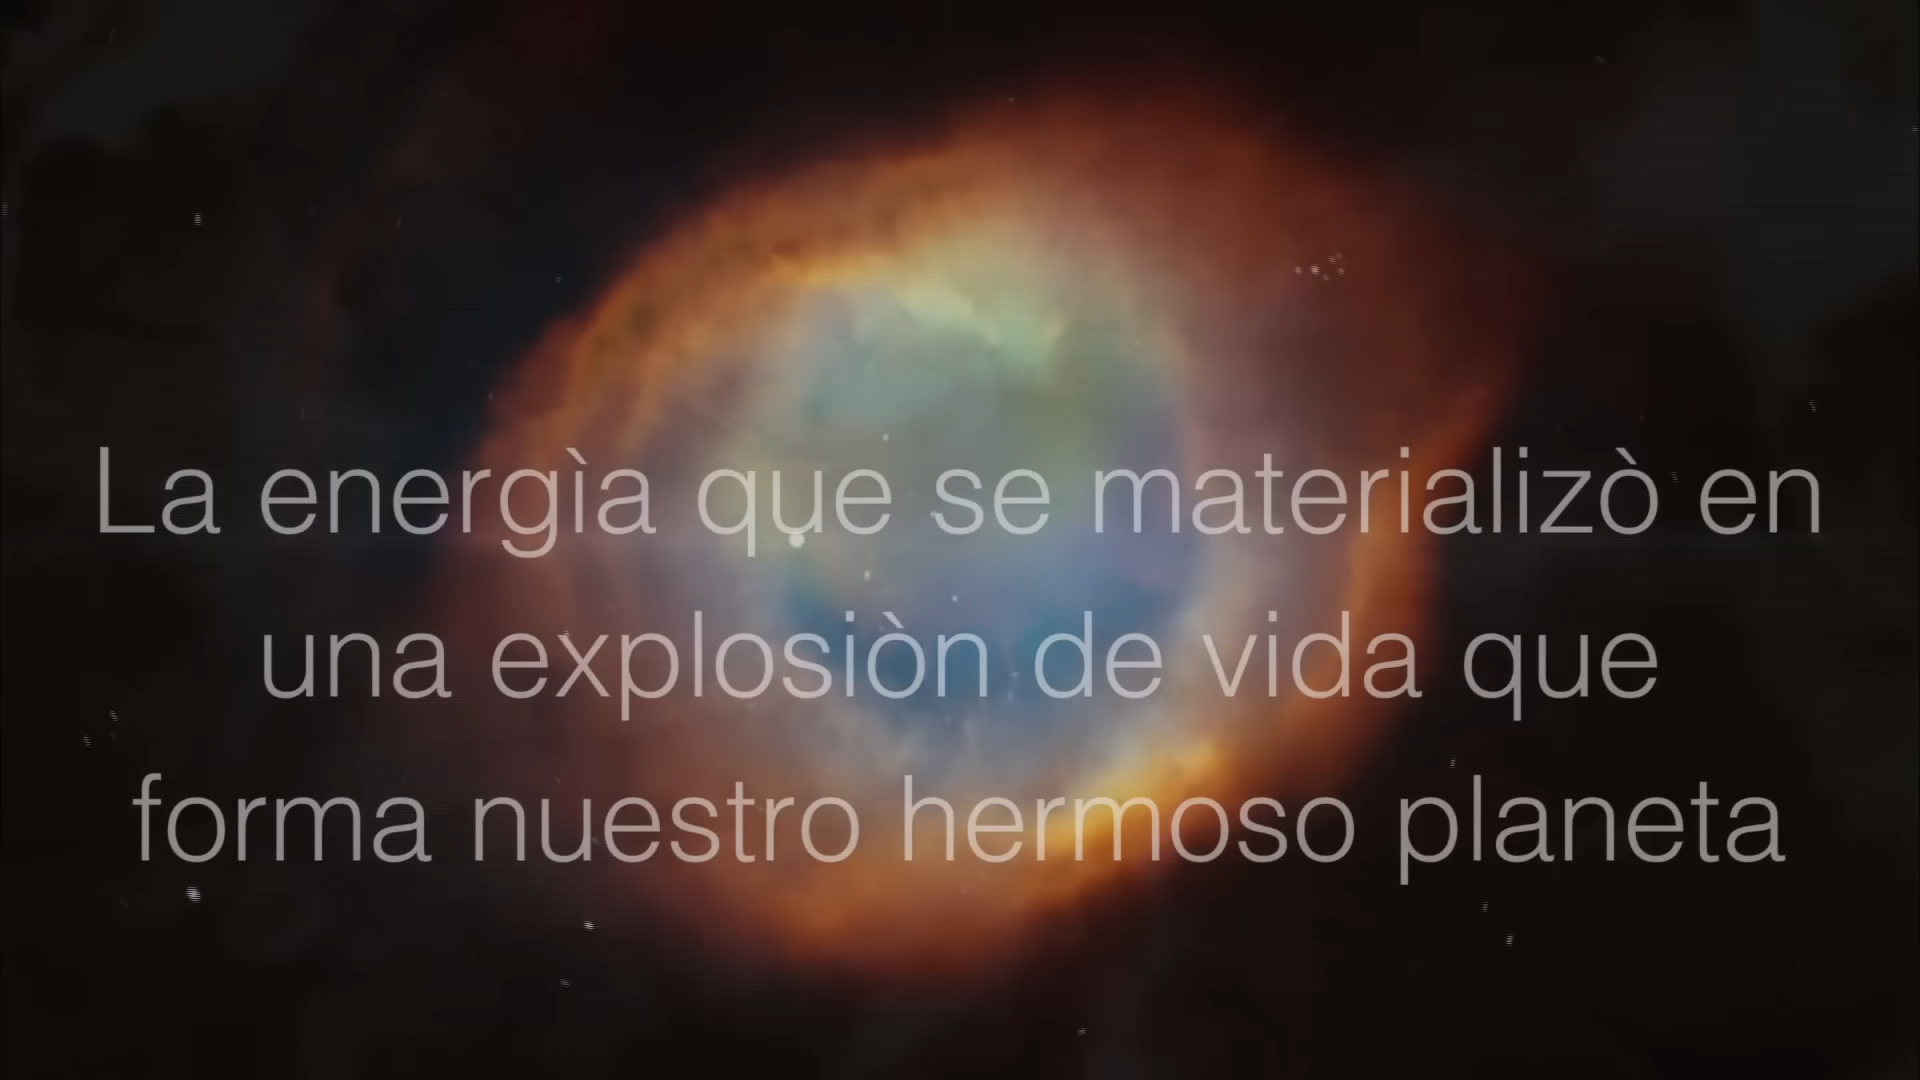 La energìa que se materializò en
una explosiòn de vida que
forma nuestro hermoso planeta